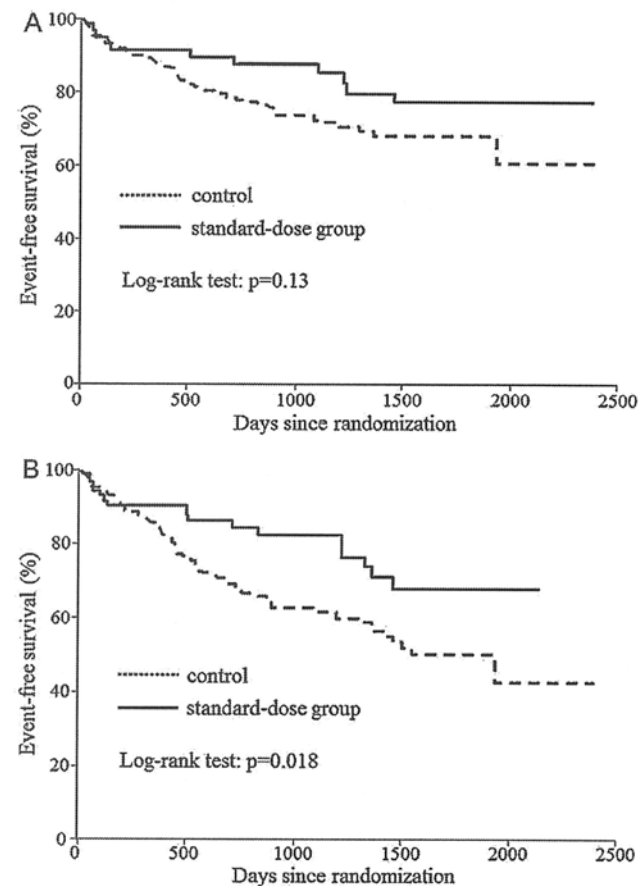 A
100
80
60
40
20
0
Event-free survival (%)
control
standard-dose group
Log-rank test: p=0.13
0 500 1000 1500 2000 2500
Days since randomization
B
100
80
60
40
20
0
Event-free survival (%)
control
standard-dose group
Log-rank test: p=0.018
0 500 1000 1500 2000 2500
Days since randomization